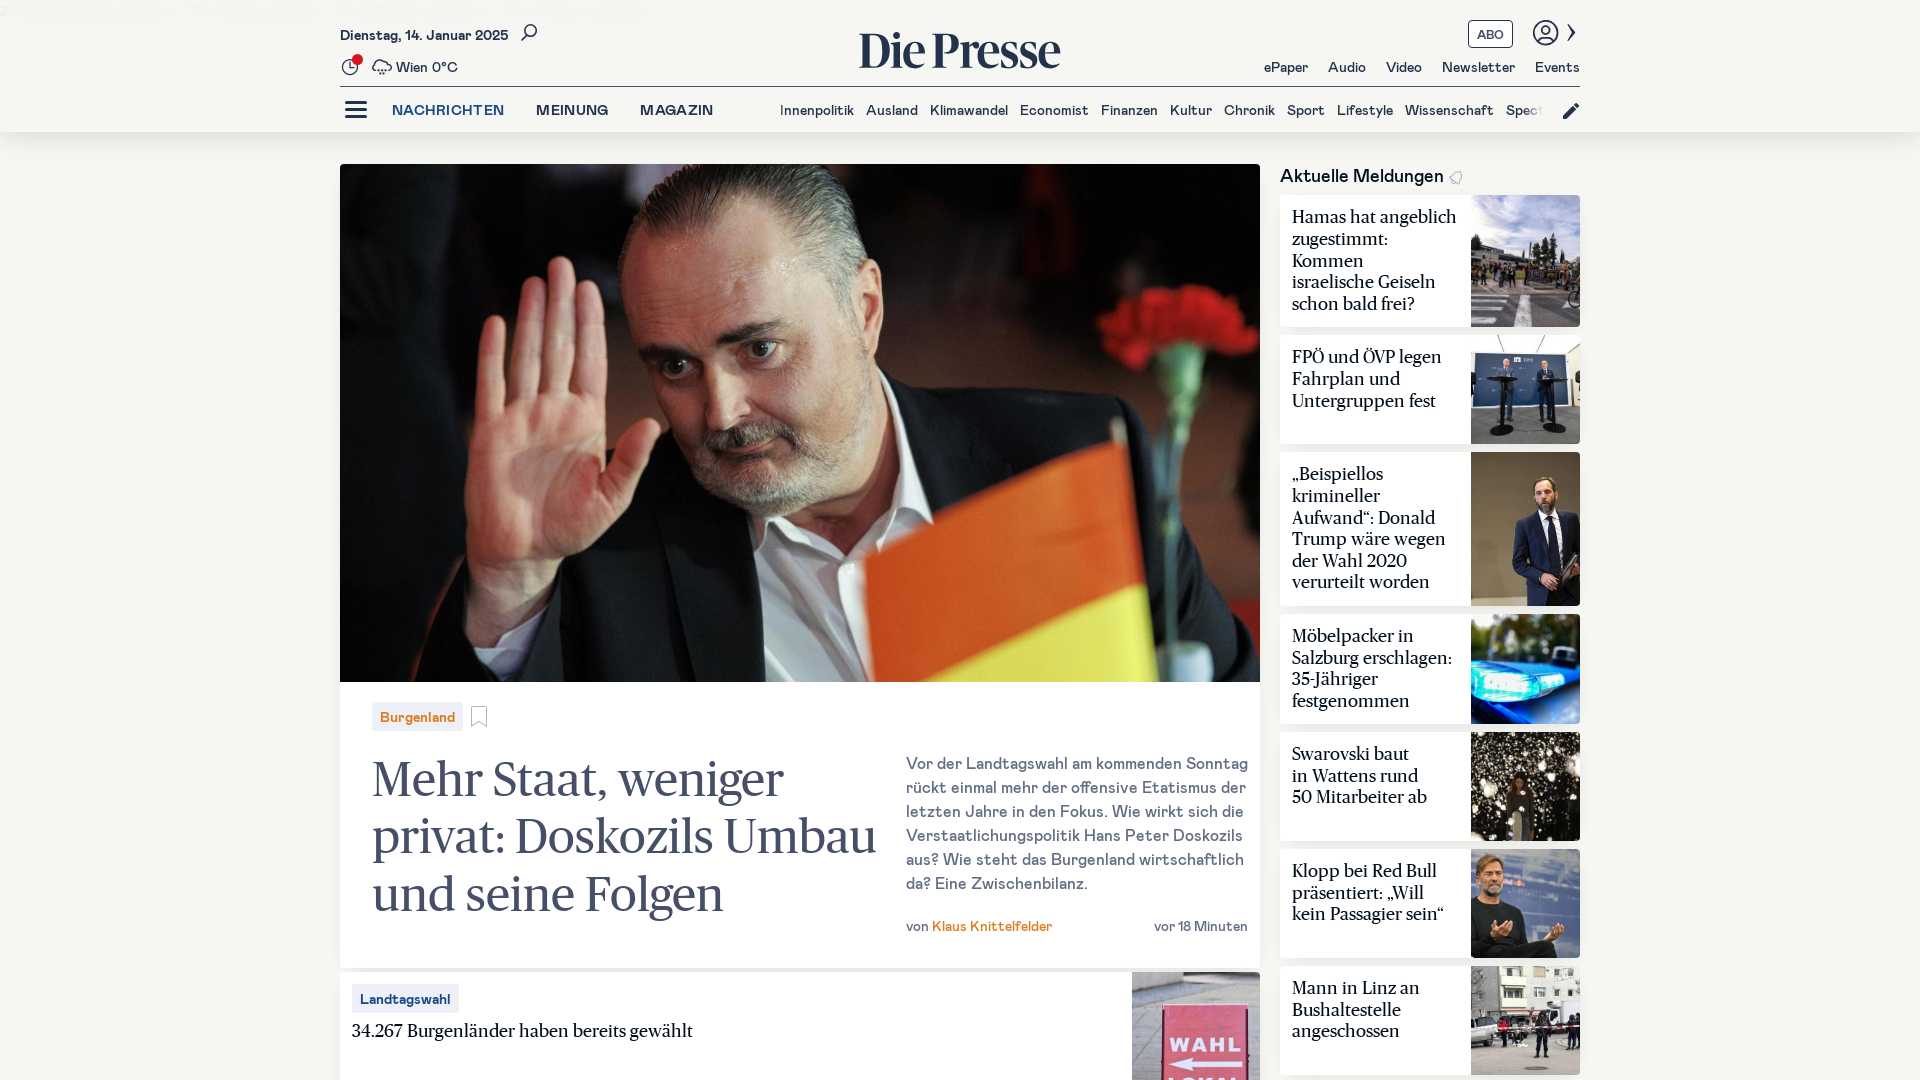 Dienstag, 14. Januar 2025
Wien 0°C
Die Presse
ABO
ePaper Audio Video Newsletter Events
NACHRICHTEN MEINUNG MAGAZIN
Innenpolitik Ausland Klimawandel Economist Finanzen Kultur Chronik Sport Lifestyle Wissenschaft Spect
Burgenland
Mehr Staat, weniger
privat: Doskozils Umbau
und seine Folgen
Vor der Landtagswahl am kommenden Sonntag
rückt einmal mehr der offensive Etatismus der
letzten Jahre in den Fokus. Wie wirkt sich die
Verstaatlichungspolitik Hans Peter Doskozils
aus? Wie steht das Burgenland wirtschaftlich
da? Eine Zwischenbilanz.
von Klaus Knittelfelder
vor 18 Minuten
Landtagswahl
34.267 Burgenländer haben bereits gewählt
WAHL
LOKAL
Aktuelle Meldungen
Hamas hat angeblich
zugestimmt:
Kommen
israelische Geiseln
schon bald frei?
FPÖ und ÖVP legen
Fahrplan und
Untergruppen fest
„Beispiellos
krimineller
Aufwand“: Donald
Trump wäre wegen
der Wahl 2020
verurteilt worden
Möbelpacker in
Salzburg erschlagen:
35-Jähriger
festgenommen
Swarovski baut
in Wattens rund
50 Mitarbeiter ab
Klopp bei Red Bull
präsentiert: „Will
kein Passagier sein“
Mann in Linz an
Bushaltestelle
angeschossen